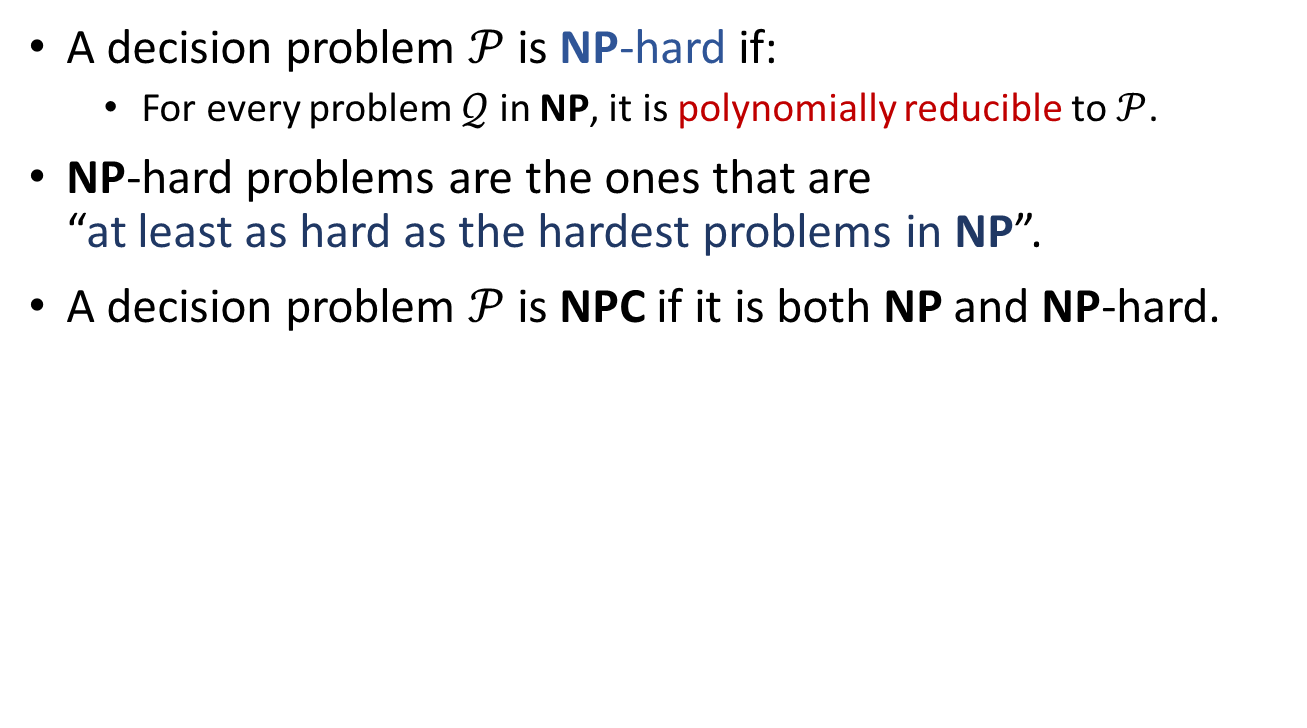 • A decision problem 𝒫 is NP-hard if:
• For every problem 𝒬 in NP, it is polynomially reducible to 𝒫.
• NP-hard problems are the ones that are
“at least as hard as the hardest problems in NP”.
• A decision problem 𝒫 is NPC if it is both NP and NP-hard.